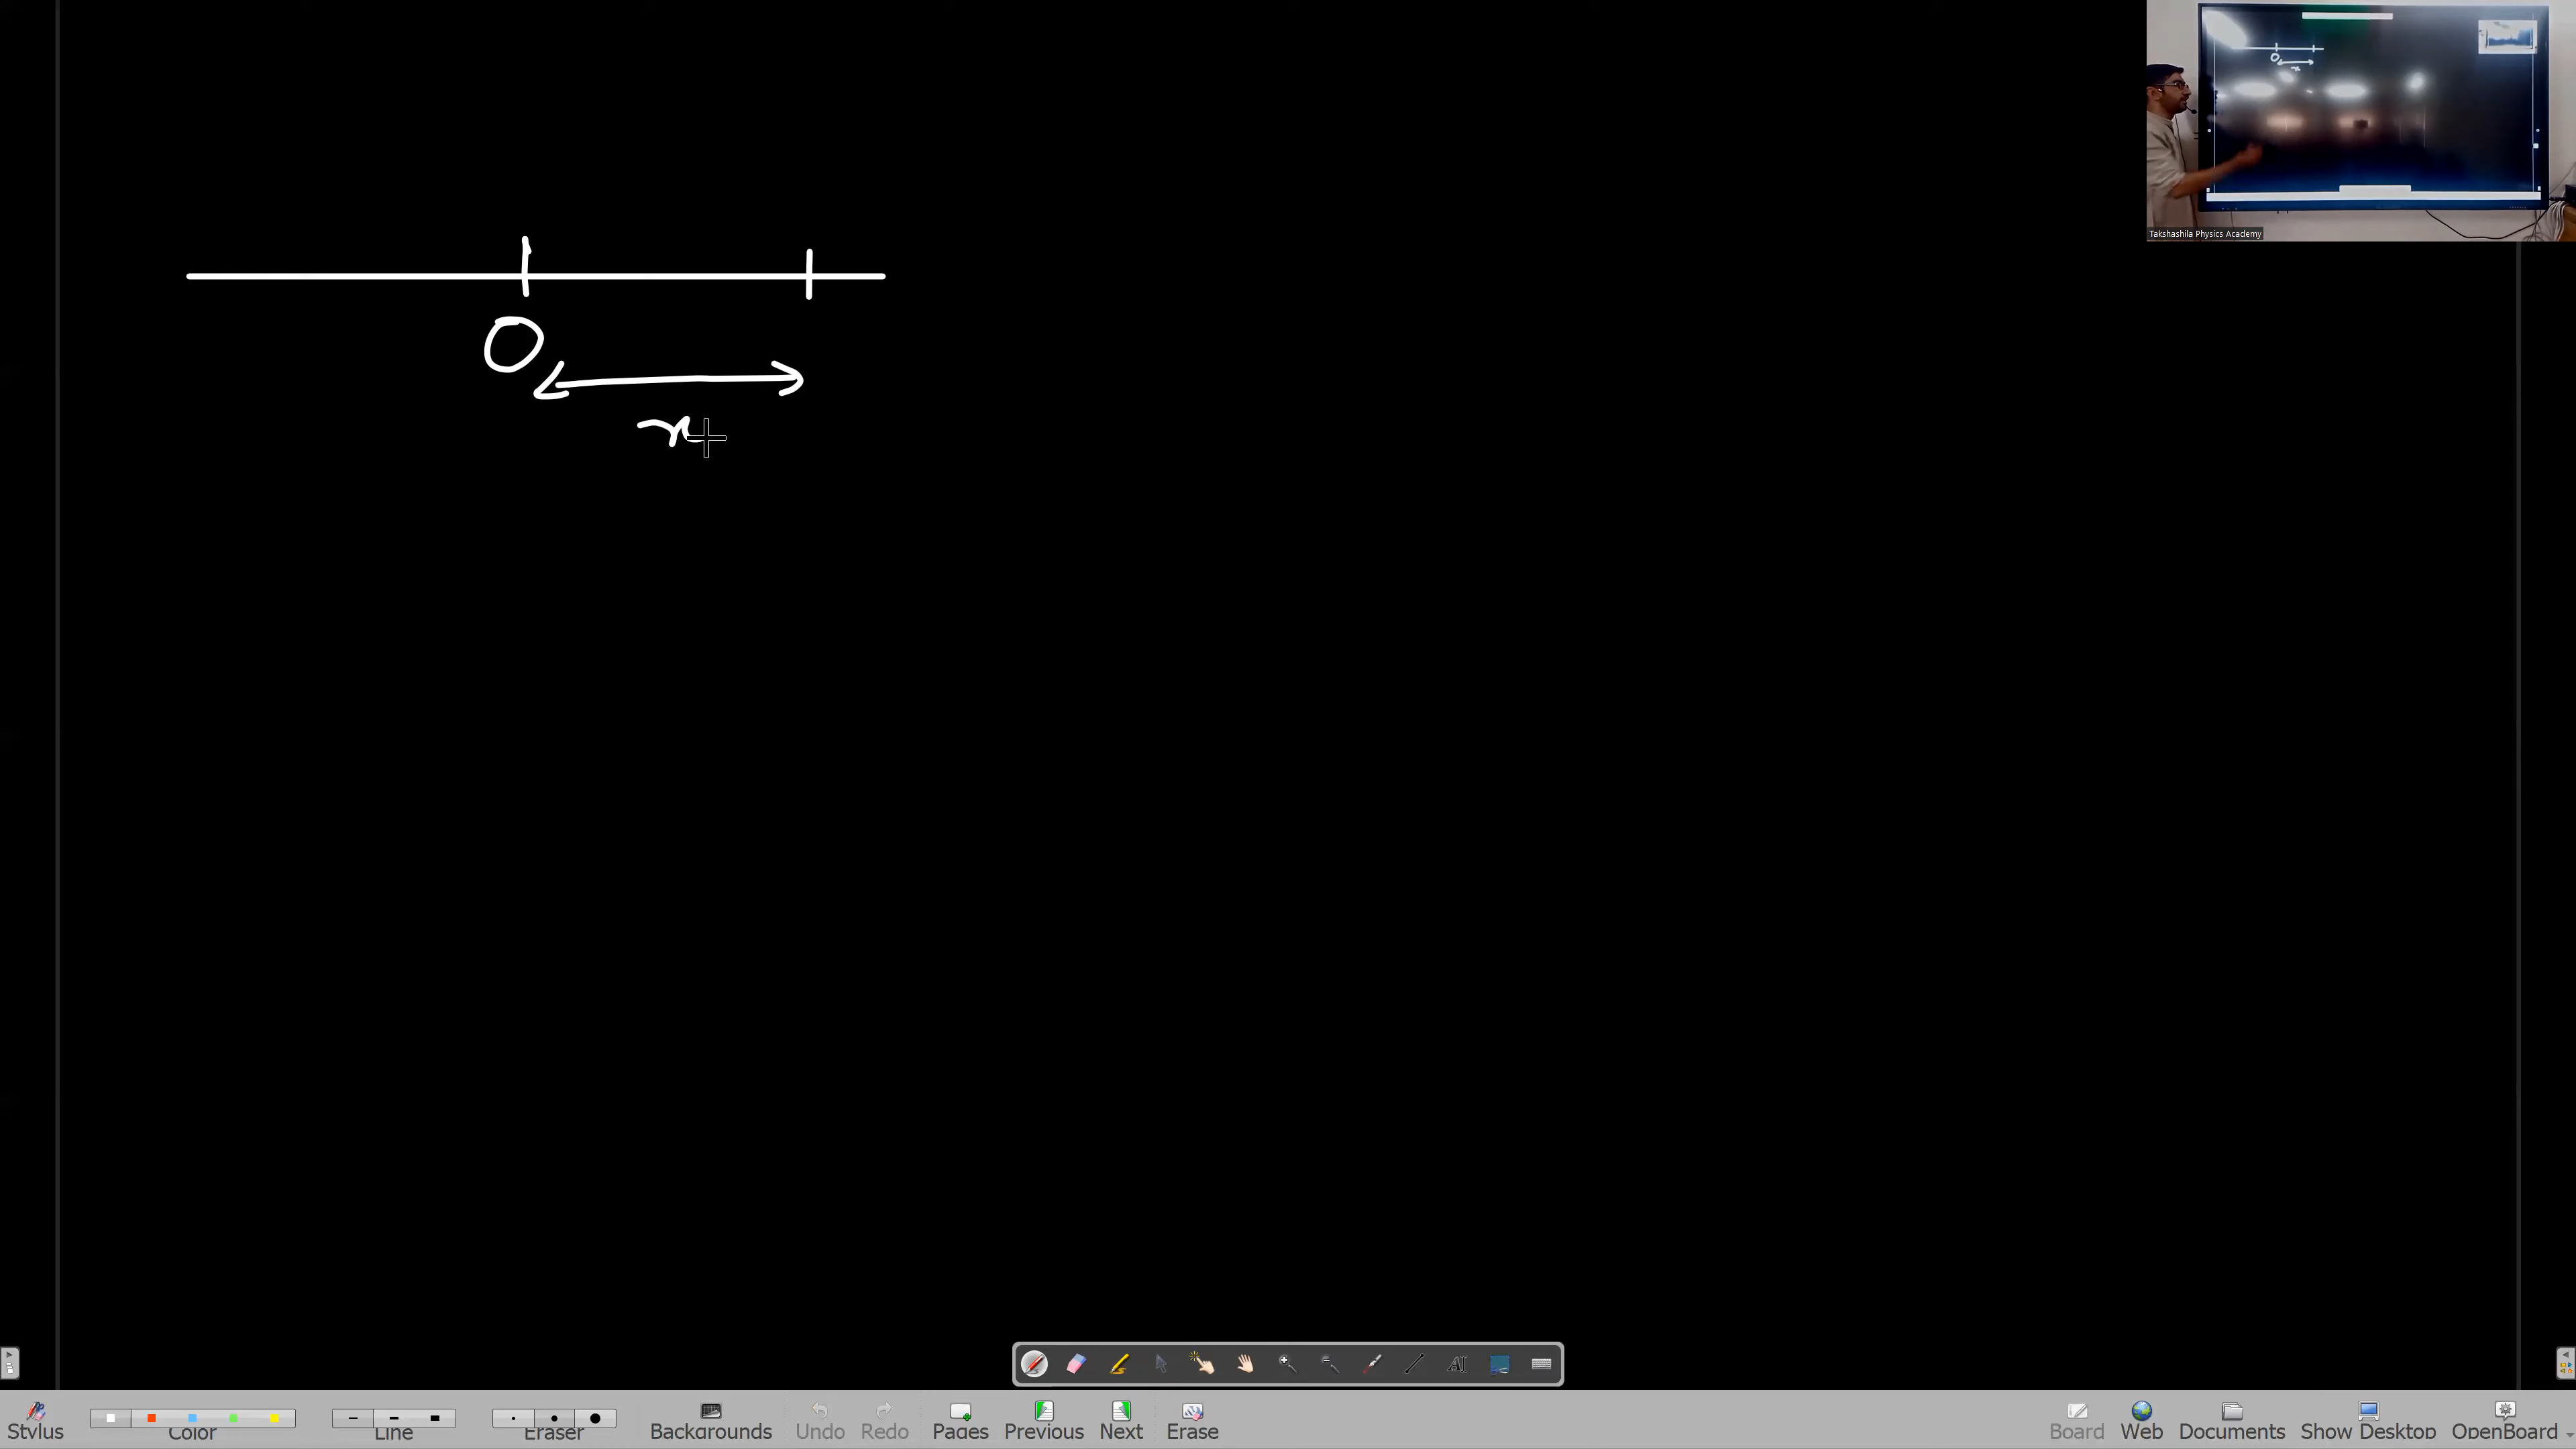 Takshashila Physics Academy
O
x
Stylus
Color
Line
Eraser
Backgrounds
Undo
Redo
Pages
Previous
Next
Erase
Board
Web
Documents
Show Desktop
OpenBoard